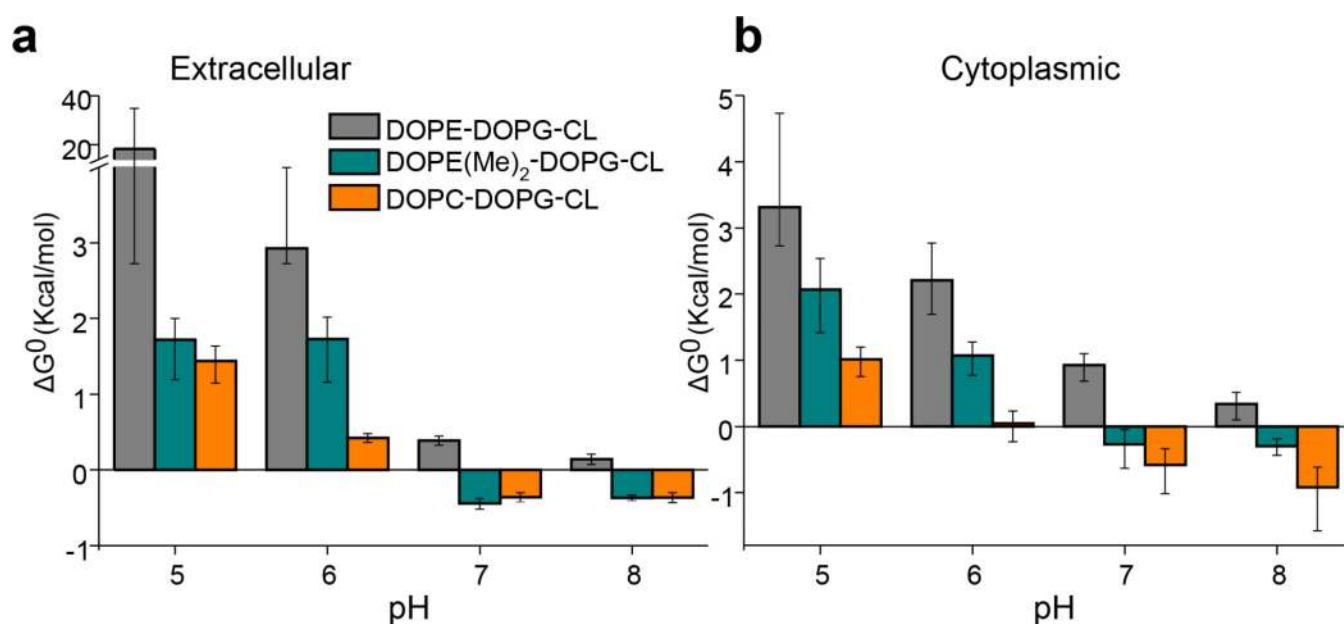 a
Extracellular
40
20
3
2
1
0
-1
ΔG⁰(Kcal/mol)
DOPE-DOPG-CL
DOPE(Me)₂-DOPG-CL
DOPC-DOPG-CL
5 6 7 8
pH
b
Cytoplasmic
5
4
3
2
1
0
-1
ΔG⁰(Kcal/mol)
5 6 7 8
pH